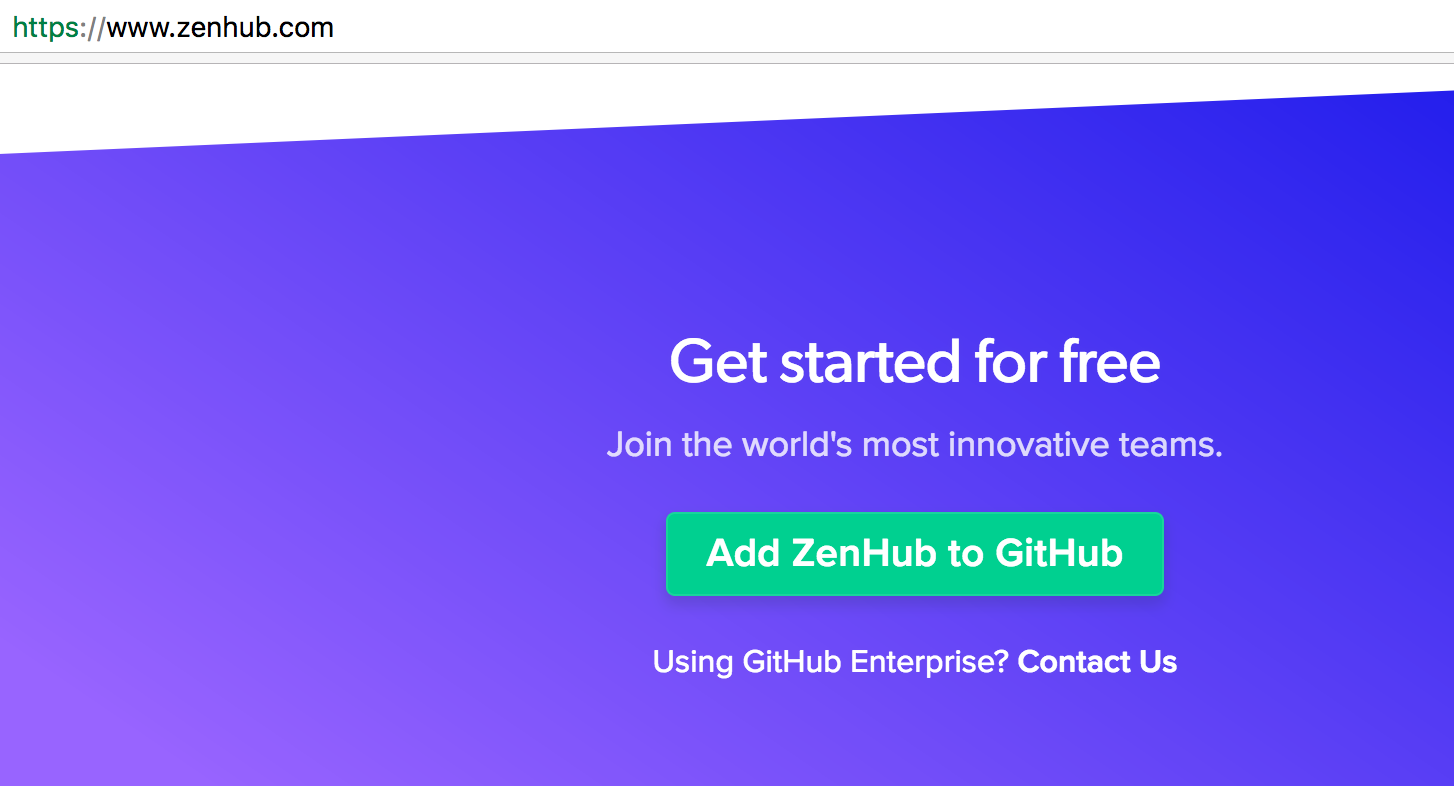 https://www.zenhub.com
Get started for free
Join the world's most innovative teams.
Add ZenHub to GitHub
Using GitHub Enterprise? Contact Us